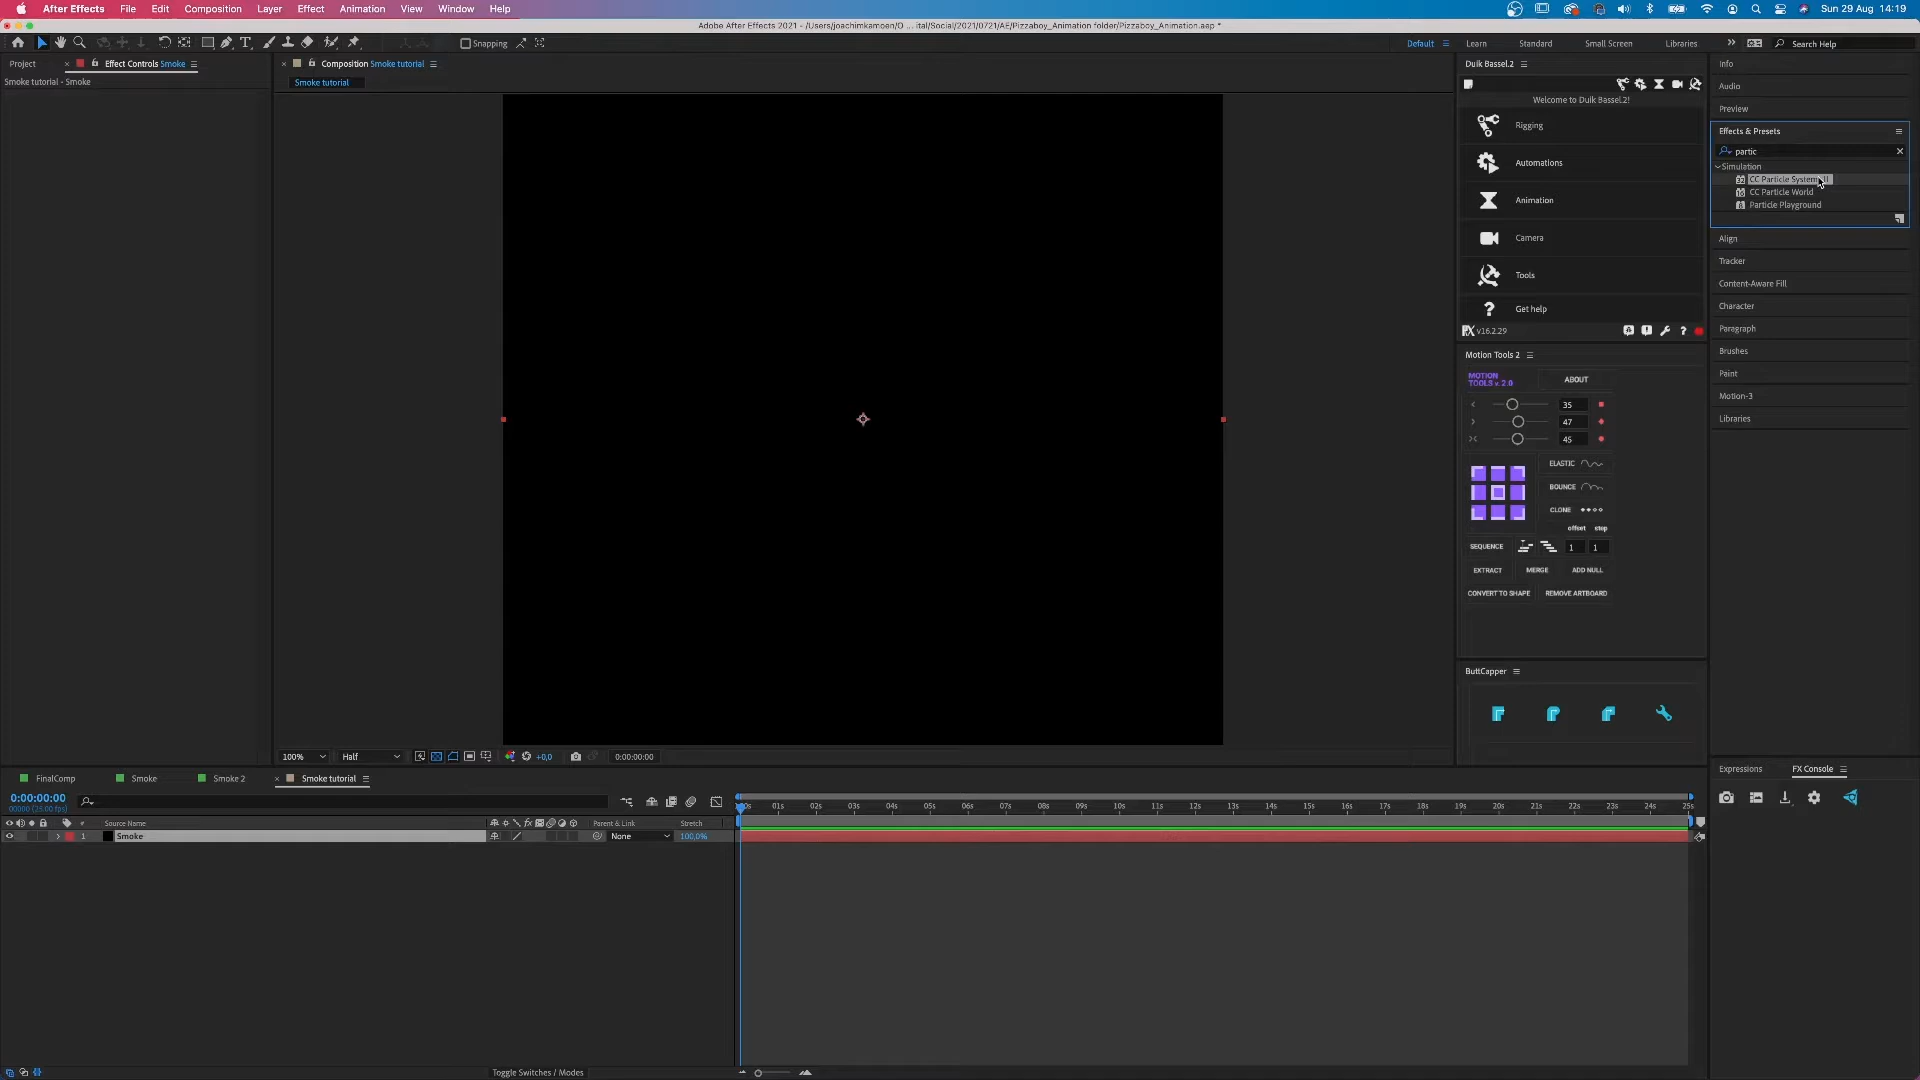 After Effects File Edit Composition Layer Effect Animation View Window Help
Sun 29 Aug 14:19
Adobe After Effects 2021 - /Users/joachimkamoen/O ... ital/Social/2021/0721/AE/Pizzaboy_Animation folder/Pizzaboy_Animation.aep *
Snapping
Default Learn Standard Small Screen Libraries
Search Help
Project
Effect Controls Smoke
Composition Smoke tutorial
Smoke tutorial - Smoke
Smoke tutorial
Duik Bassel.2
Welcome to Duik Bassel.2!
Rigging
Automations
Animation
Camera
Tools
Get help
v16.2.29
Motion Tools 2
MOTION
TOOLS v. 2.0
ABOUT
35
47
45
ELASTIC
BOUNCE
CLONE
offset step
SEQUENCE 1 1
EXTRACT MERGE ADD NULL
CONVERT TO SHAPE REMOVE ARTBOARD
ButtCapper
Info
Audio
Preview
Effects & Presets
partic
Simulation
CC Particle Systems II
CC Particle World
Particle Playground
Align
Tracker
Content-Aware Fill
Character
Paragraph
Brushes
Paint
Motion-3
Libraries
Expressions FX Console
100% Half +0,0 0:00:00:00
FinalComp Smoke Smoke 2 Smoke tutorial
0:00:00:00
00000 (25.00 fps)
# Source Name fx Parent & Link Stretch
1 Smoke None 100,0%
01s 02s 03s 04s 05s 06s 07s 08s 09s 10s 11s 12s 13s 14s 15s 16s 17s 18s 19s 20s 21s 22s 23s 24s 25s
Toggle Switches / Modes